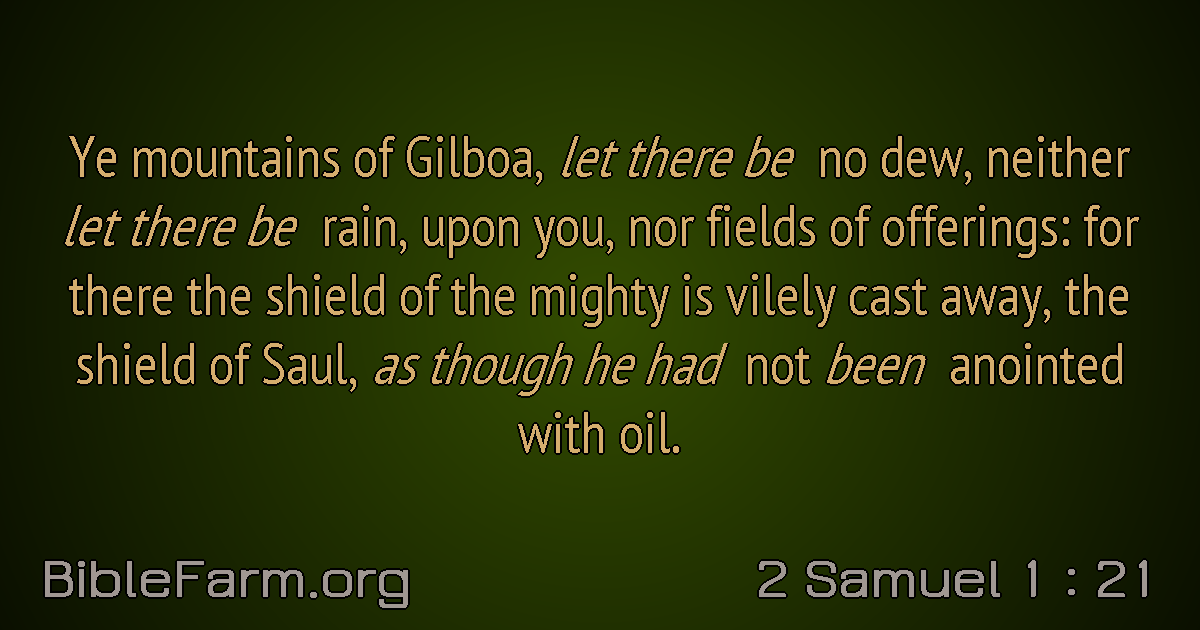 Ye mountains of Gilboa, let there be no dew, neither
let there be rain, upon you, nor fields of offerings: for
there the shield of the mighty is vilely cast away, the
shield of Saul, as though he had not been anointed
with oil.
BibleFarm.org
2 Samuel 1 : 21